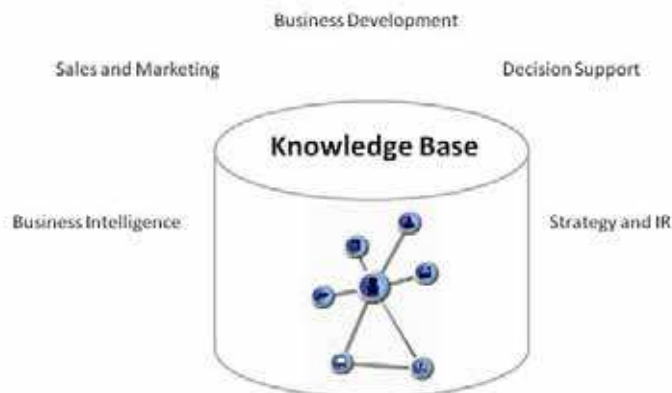 Business Development
Sales and Marketing
Decision Support
Knowledge Base
Business Intelligence
Strategy and IR